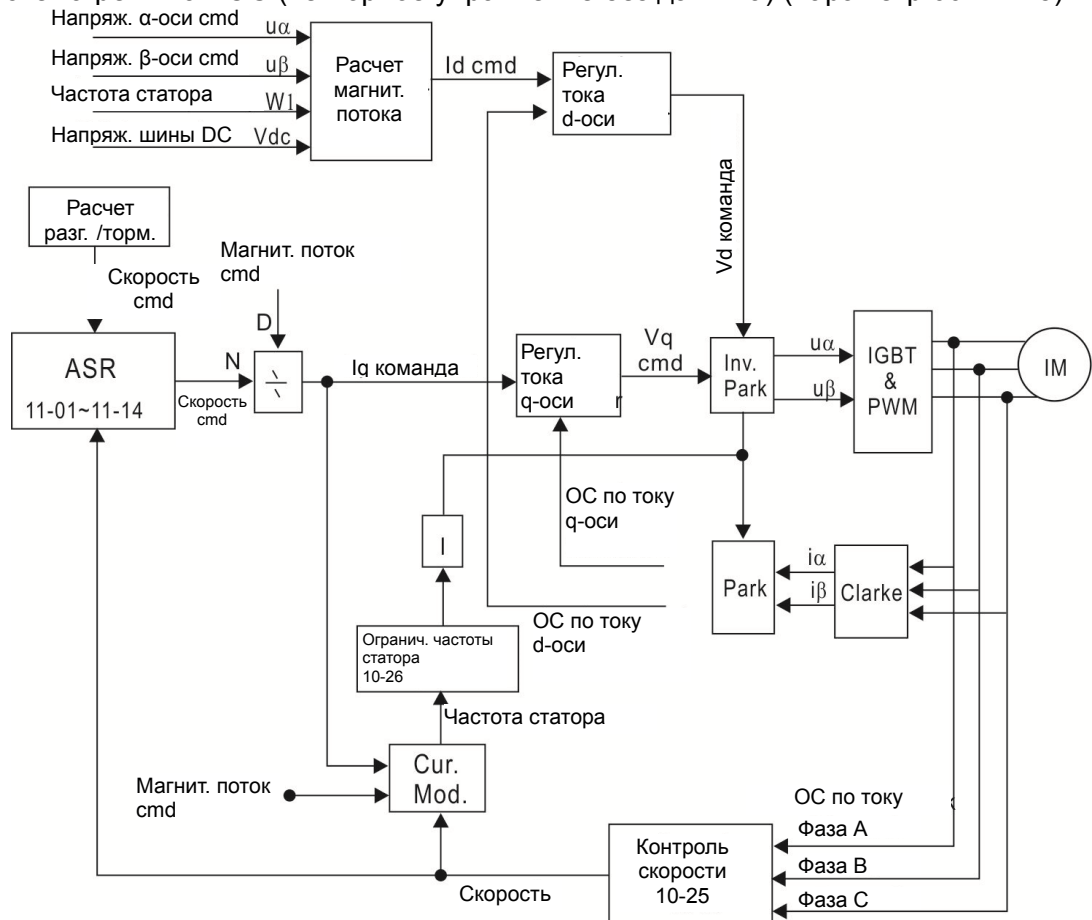 Напряж. α-оси cmd
uα
Напряж. β-оси cmd
uβ
Частота статора
W1
Напряж. шины DC
Vdc
Расчет
магнит.
потока
Id cmd
Регул.
тока
d-оси
Vd команда
Расчет
разг. /торм.
Скорость
cmd
Магнит. поток
cmd
D
ASR
11-01~11-14
N
Скорость
cmd
Iq команда
Регул.
тока
q-оси
r
Vq
cmd
Inv.
Park
uα
uβ
IGBT
&
PWM
IM
ОС по току
q-оси
I
Park
iα
iβ
Clarke
ОС по току
d-оси
Огранич. частоты
статора
10-26
Частота статора
Cur.
Mod.
Магнит. поток
cmd
ОС по току
Фаза A
Фаза B
Фаза C
Контроль
скорости
10-25
Скорость